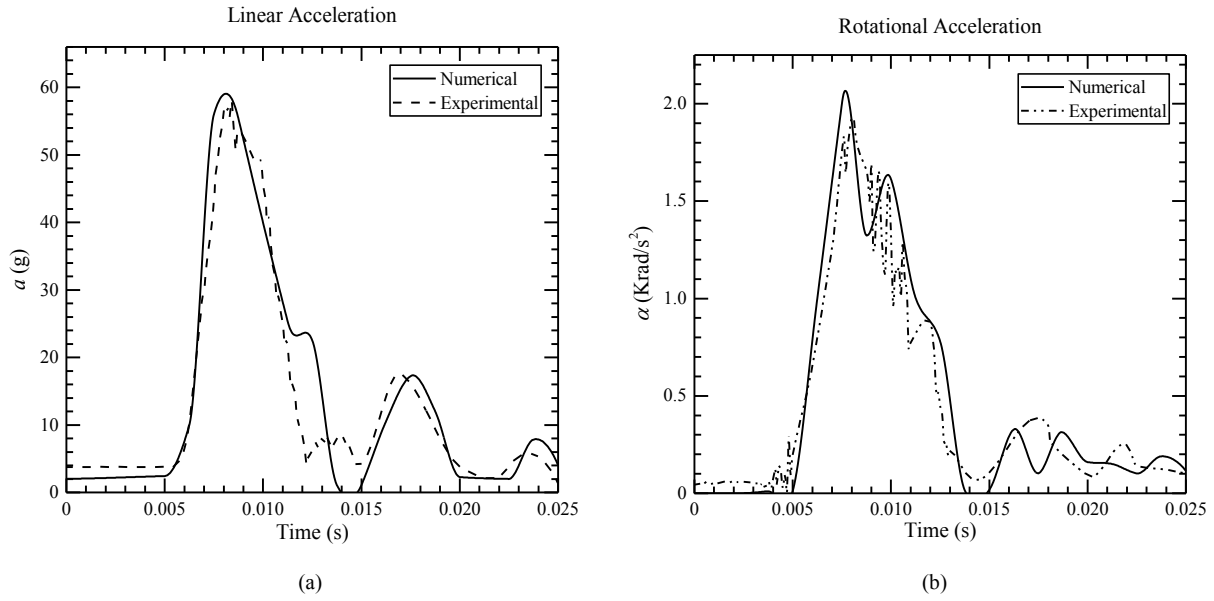 Linear Acceleration
60
50
40
30
20
10
0
a (g)
Numerical
Experimental
0
0.005
0.010
0.015
0.020
0.025
Time (s)
(a)
Rotational Acceleration
2.0
1.5
1.0
0.5
0
α (Krad/s²)
Numerical
Experimental
0
0.005
0.010
0.015
0.020
0.025
Time (s)
(b)